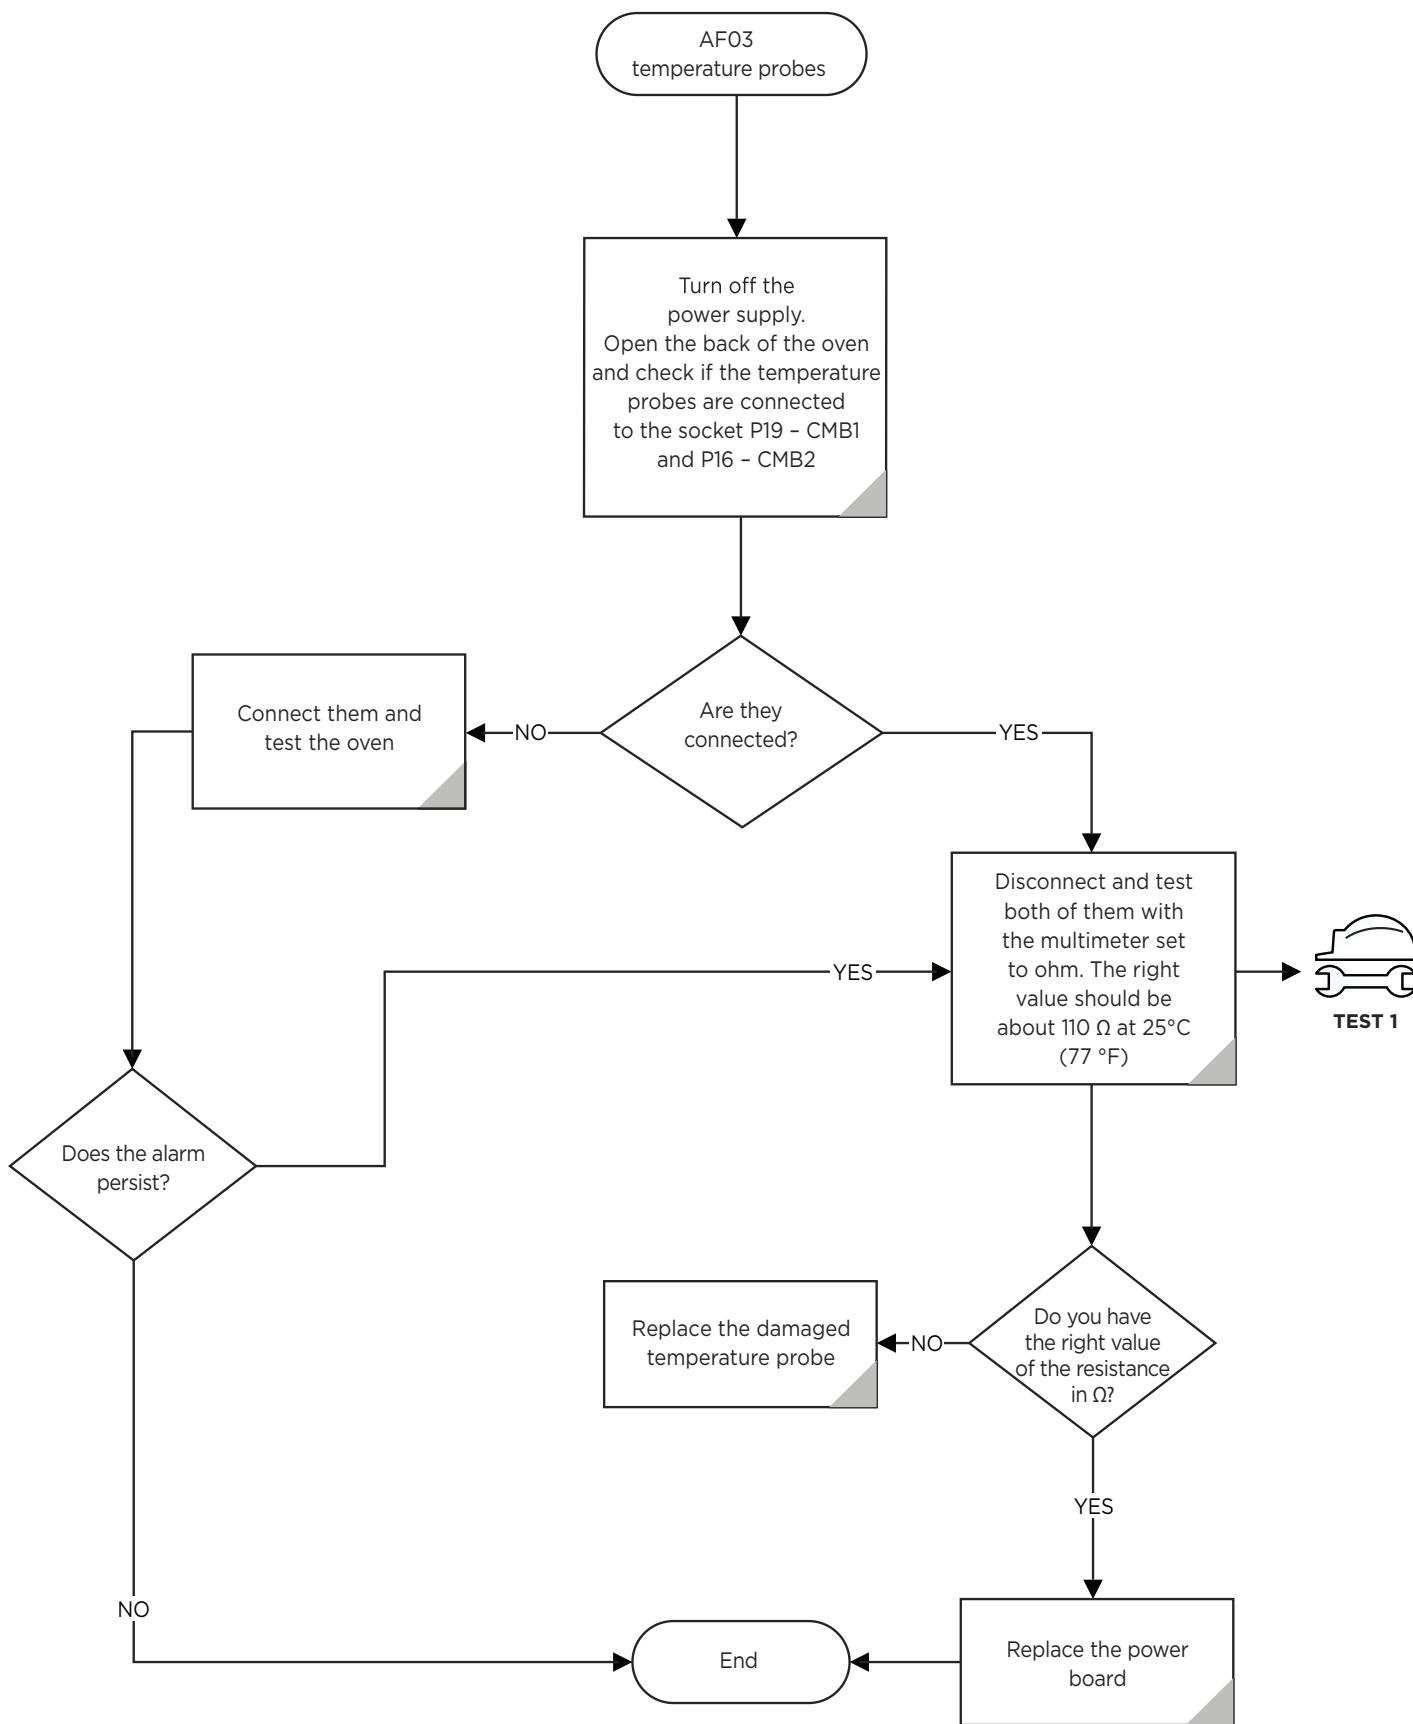 AF03
temperature probes
Turn off the
power supply.
Open the back of the oven
and check if the temperature
probes are connected
to the socket P19 – CMB1
and P16 – CMB2
Are they
connected?
NO
YES
Connect them and
test the oven
Disconnect and test
both of them with
the multimeter set
to ohm. The right
value should be
about 110 Ω at 25°C
(77 °F)
TEST 1
YES
Does the alarm
persist?
Do you have
the right value
of the resistance
in Ω?
NO
Replace the damaged
temperature probe
YES
NO
Replace the power
board
End